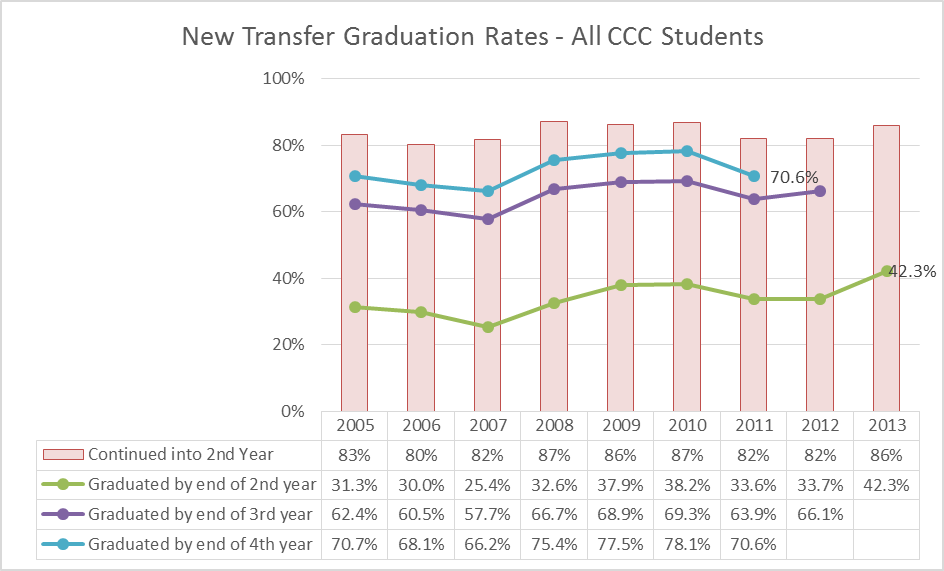 New Transfer Graduation Rates - All CCC Students
100%
80%
70.6%
60%
42.3%
40%
20%
0%
2005 2006 2007 2008 2009 2010 2011 2012 2013
Continued into 2nd Year 83% 80% 82% 87% 86% 87% 82% 82% 86%
Graduated by end of 2nd year 31.3% 30.0% 25.4% 32.6% 37.9% 38.2% 33.6% 33.7% 42.3%
Graduated by end of 3rd year 62.4% 60.5% 57.7% 66.7% 68.9% 69.3% 63.9% 66.1%
Graduated by end of 4th year 70.7% 68.1% 66.2% 75.4% 77.5% 78.1% 70.6%